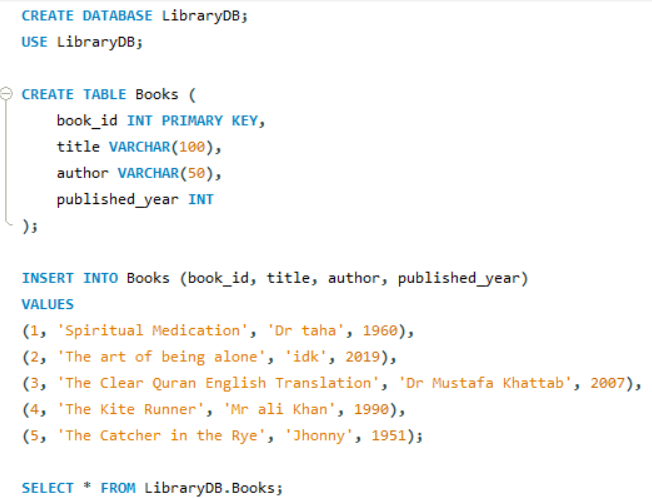 CREATE DATABASE LibraryDB;
USE LibraryDB;
CREATE TABLE Books (
book_id INT PRIMARY KEY,
title VARCHAR(100),
author VARCHAR(50),
published_year INT
);
INSERT INTO Books (book_id, title, author, published_year)
VALUES
(1, 'Spiritual Medication', 'Dr taha', 1960),
(2, 'The art of being alone', 'idk', 2019),
(3, 'The Clear Quran English Translation', 'Dr Mustafa Khattab', 2007),
(4, 'The Kite Runner', 'Mr ali Khan', 1990),
(5, 'The Catcher in the Rye', 'Jhonny', 1951);
SELECT * FROM LibraryDB.Books;